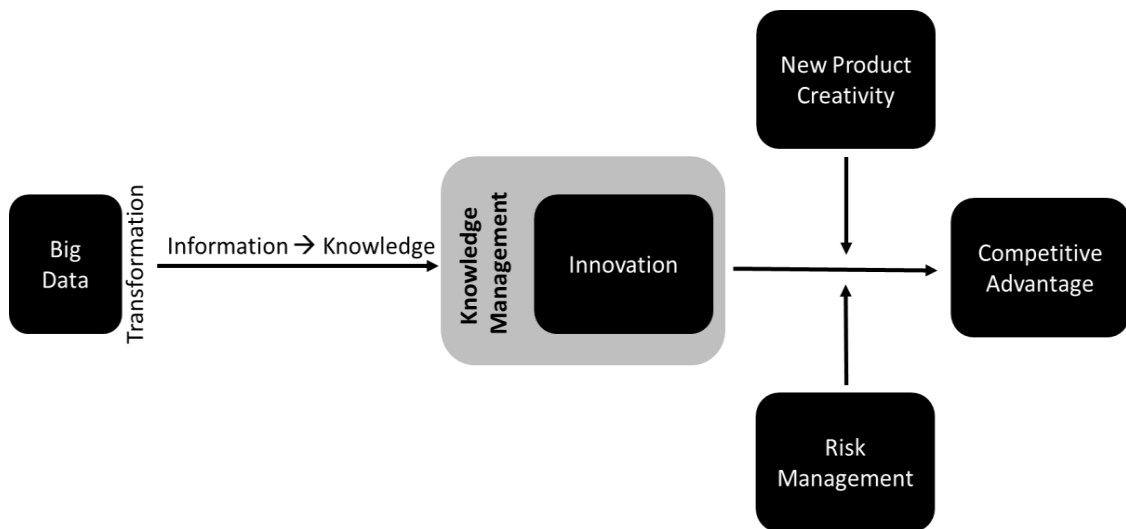 New Product
Creativity
Big
Data
Transformation
Information → Knowledge
Knowledge
Management
Innovation
Competitive
Advantage
Risk
Management